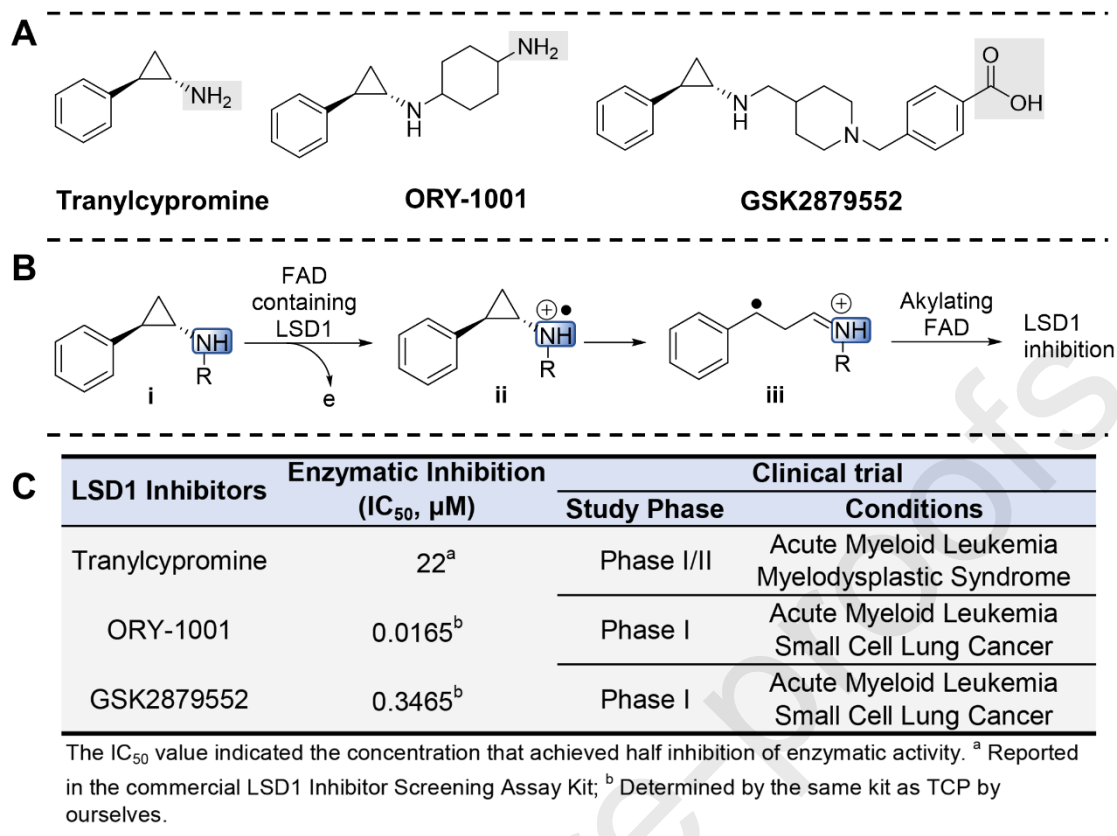 A
NH₂
Tranylcypromine
N
H
NH₂
ORY-1001
N
H
N
O
OH
GSK2879552
B
NH
R
i
FAD
containing
LSD1
e
+
NH
R
ii
+
NH
R
iii
Akylating
FAD
LSD1
inhibition
C
LSD1 Inhibitors
Enzymatic Inhibition
(IC₅₀, μM)
Clinical trial
Study Phase
Conditions
Tranylcypromine
22ᵃ
Phase I/II
Acute Myeloid Leukemia
Myelodysplastic Syndrome
ORY-1001
0.0165ᵇ
Phase I
Acute Myeloid Leukemia
Small Cell Lung Cancer
GSK2879552
0.3465ᵇ
Phase I
Acute Myeloid Leukemia
Small Cell Lung Cancer
The IC₅₀ value indicated the concentration that achieved half inhibition of enzymatic activity. ᵃ Reported
in the commercial LSD1 Inhibitor Screening Assay Kit; ᵇ Determined by the same kit as TCP by
ourselves.
e-proofs